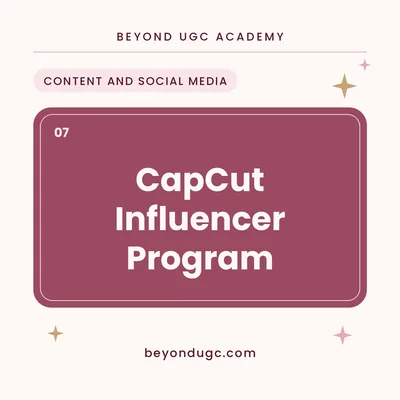 BEYOND UGC ACADEMY
CONTENT AND SOCIAL MEDIA
07
CapCut
Influencer
Program
beyondugc.com